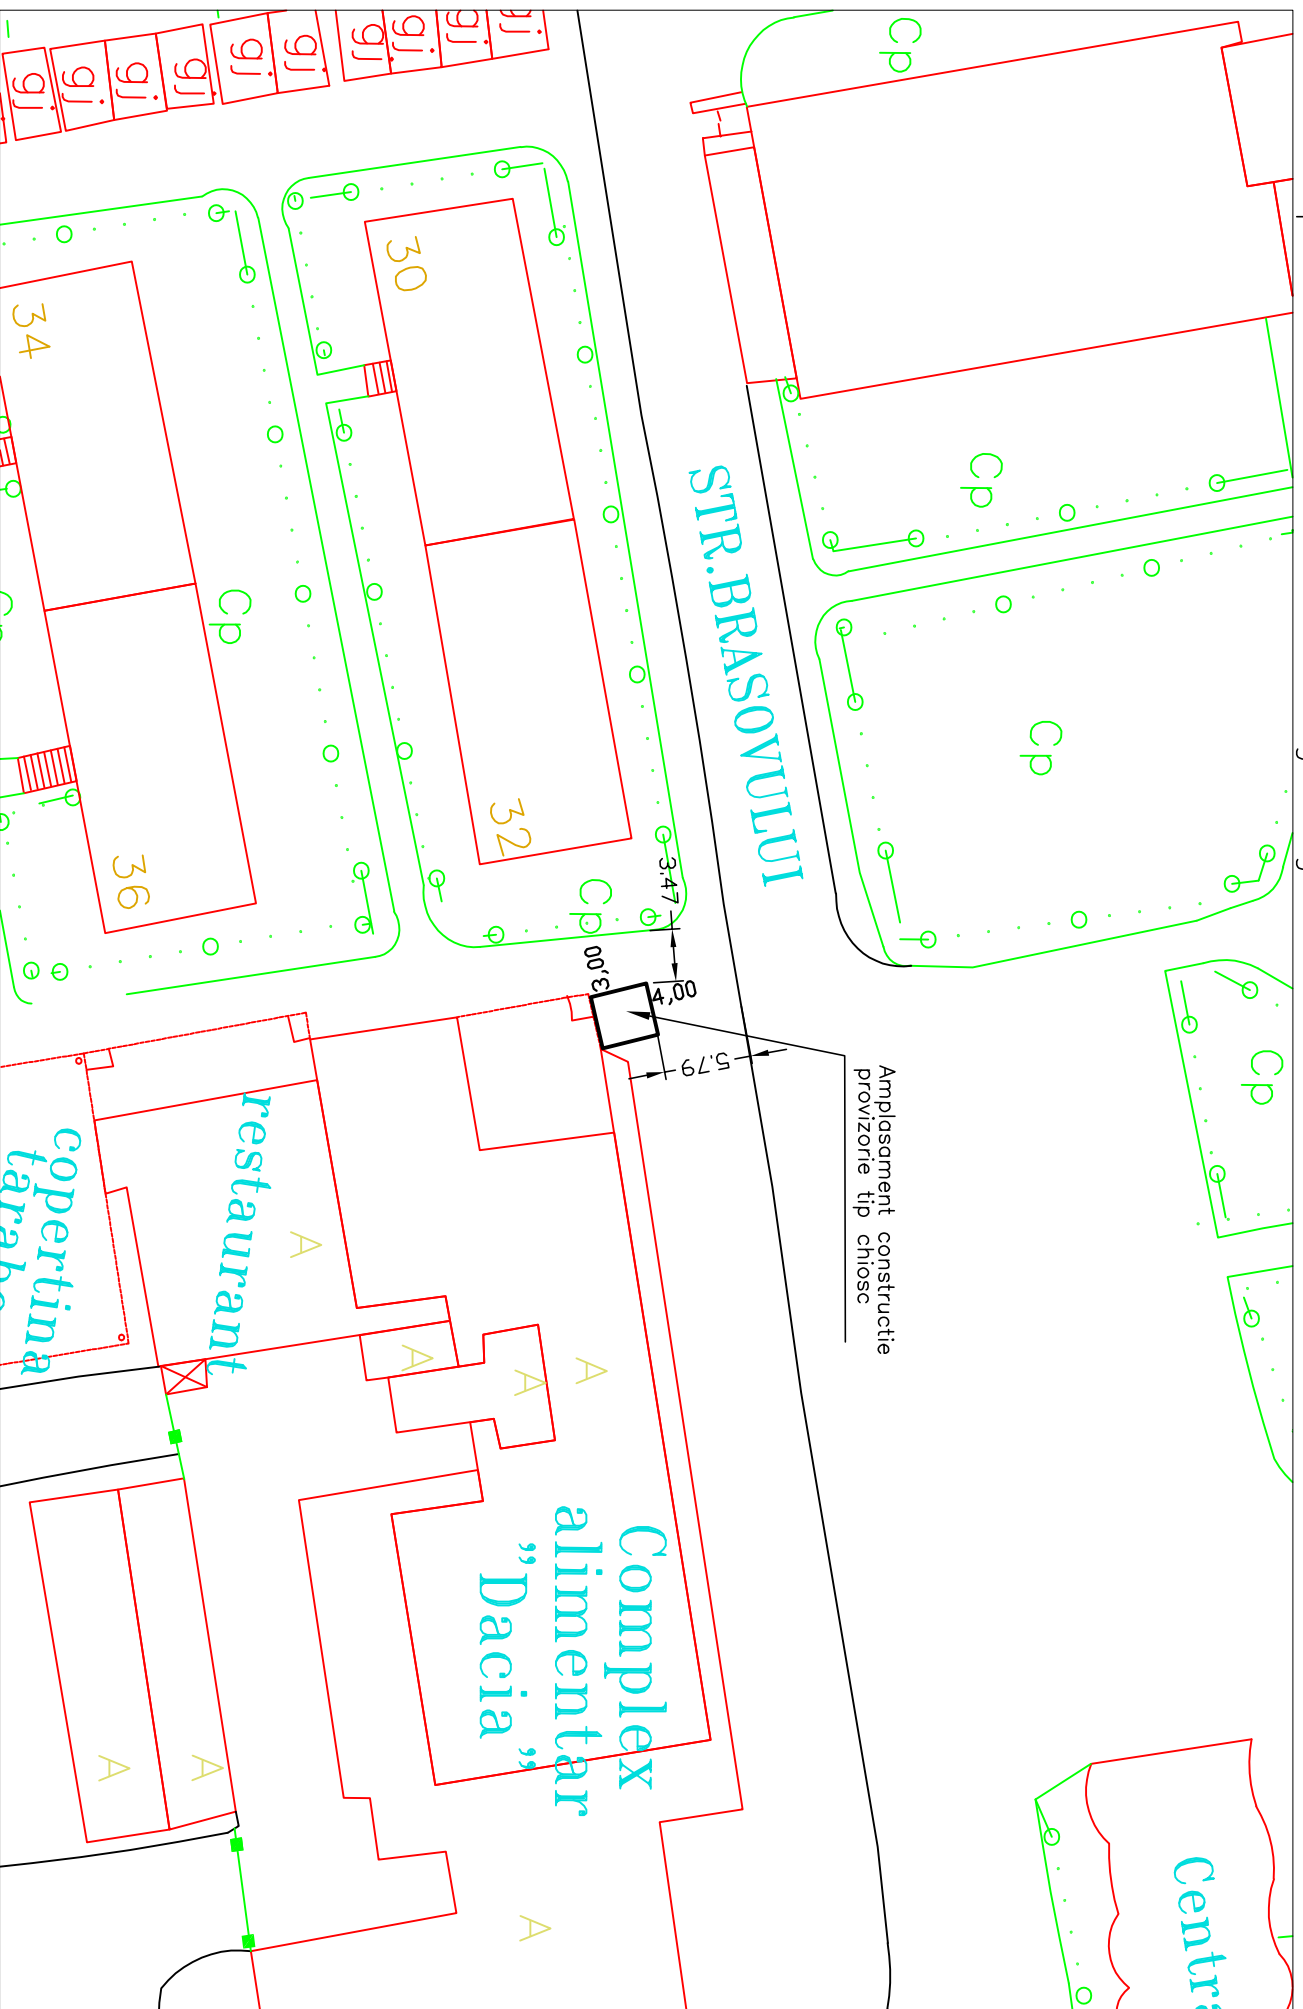 gj
gj
gj
gj
gj
gj
gj
gj
gj
gj
Cp
30
34
Cp
STR.BRASOVULUI
Cp
Cp
32
36
Cp
3,47
3,00
4,00
5.79
Cp
Amplasament constructie
provizorie tip chiosc
restaurant
copertina
A
A
A
A
Complex
alimentar
"Dacia"
A
A
A